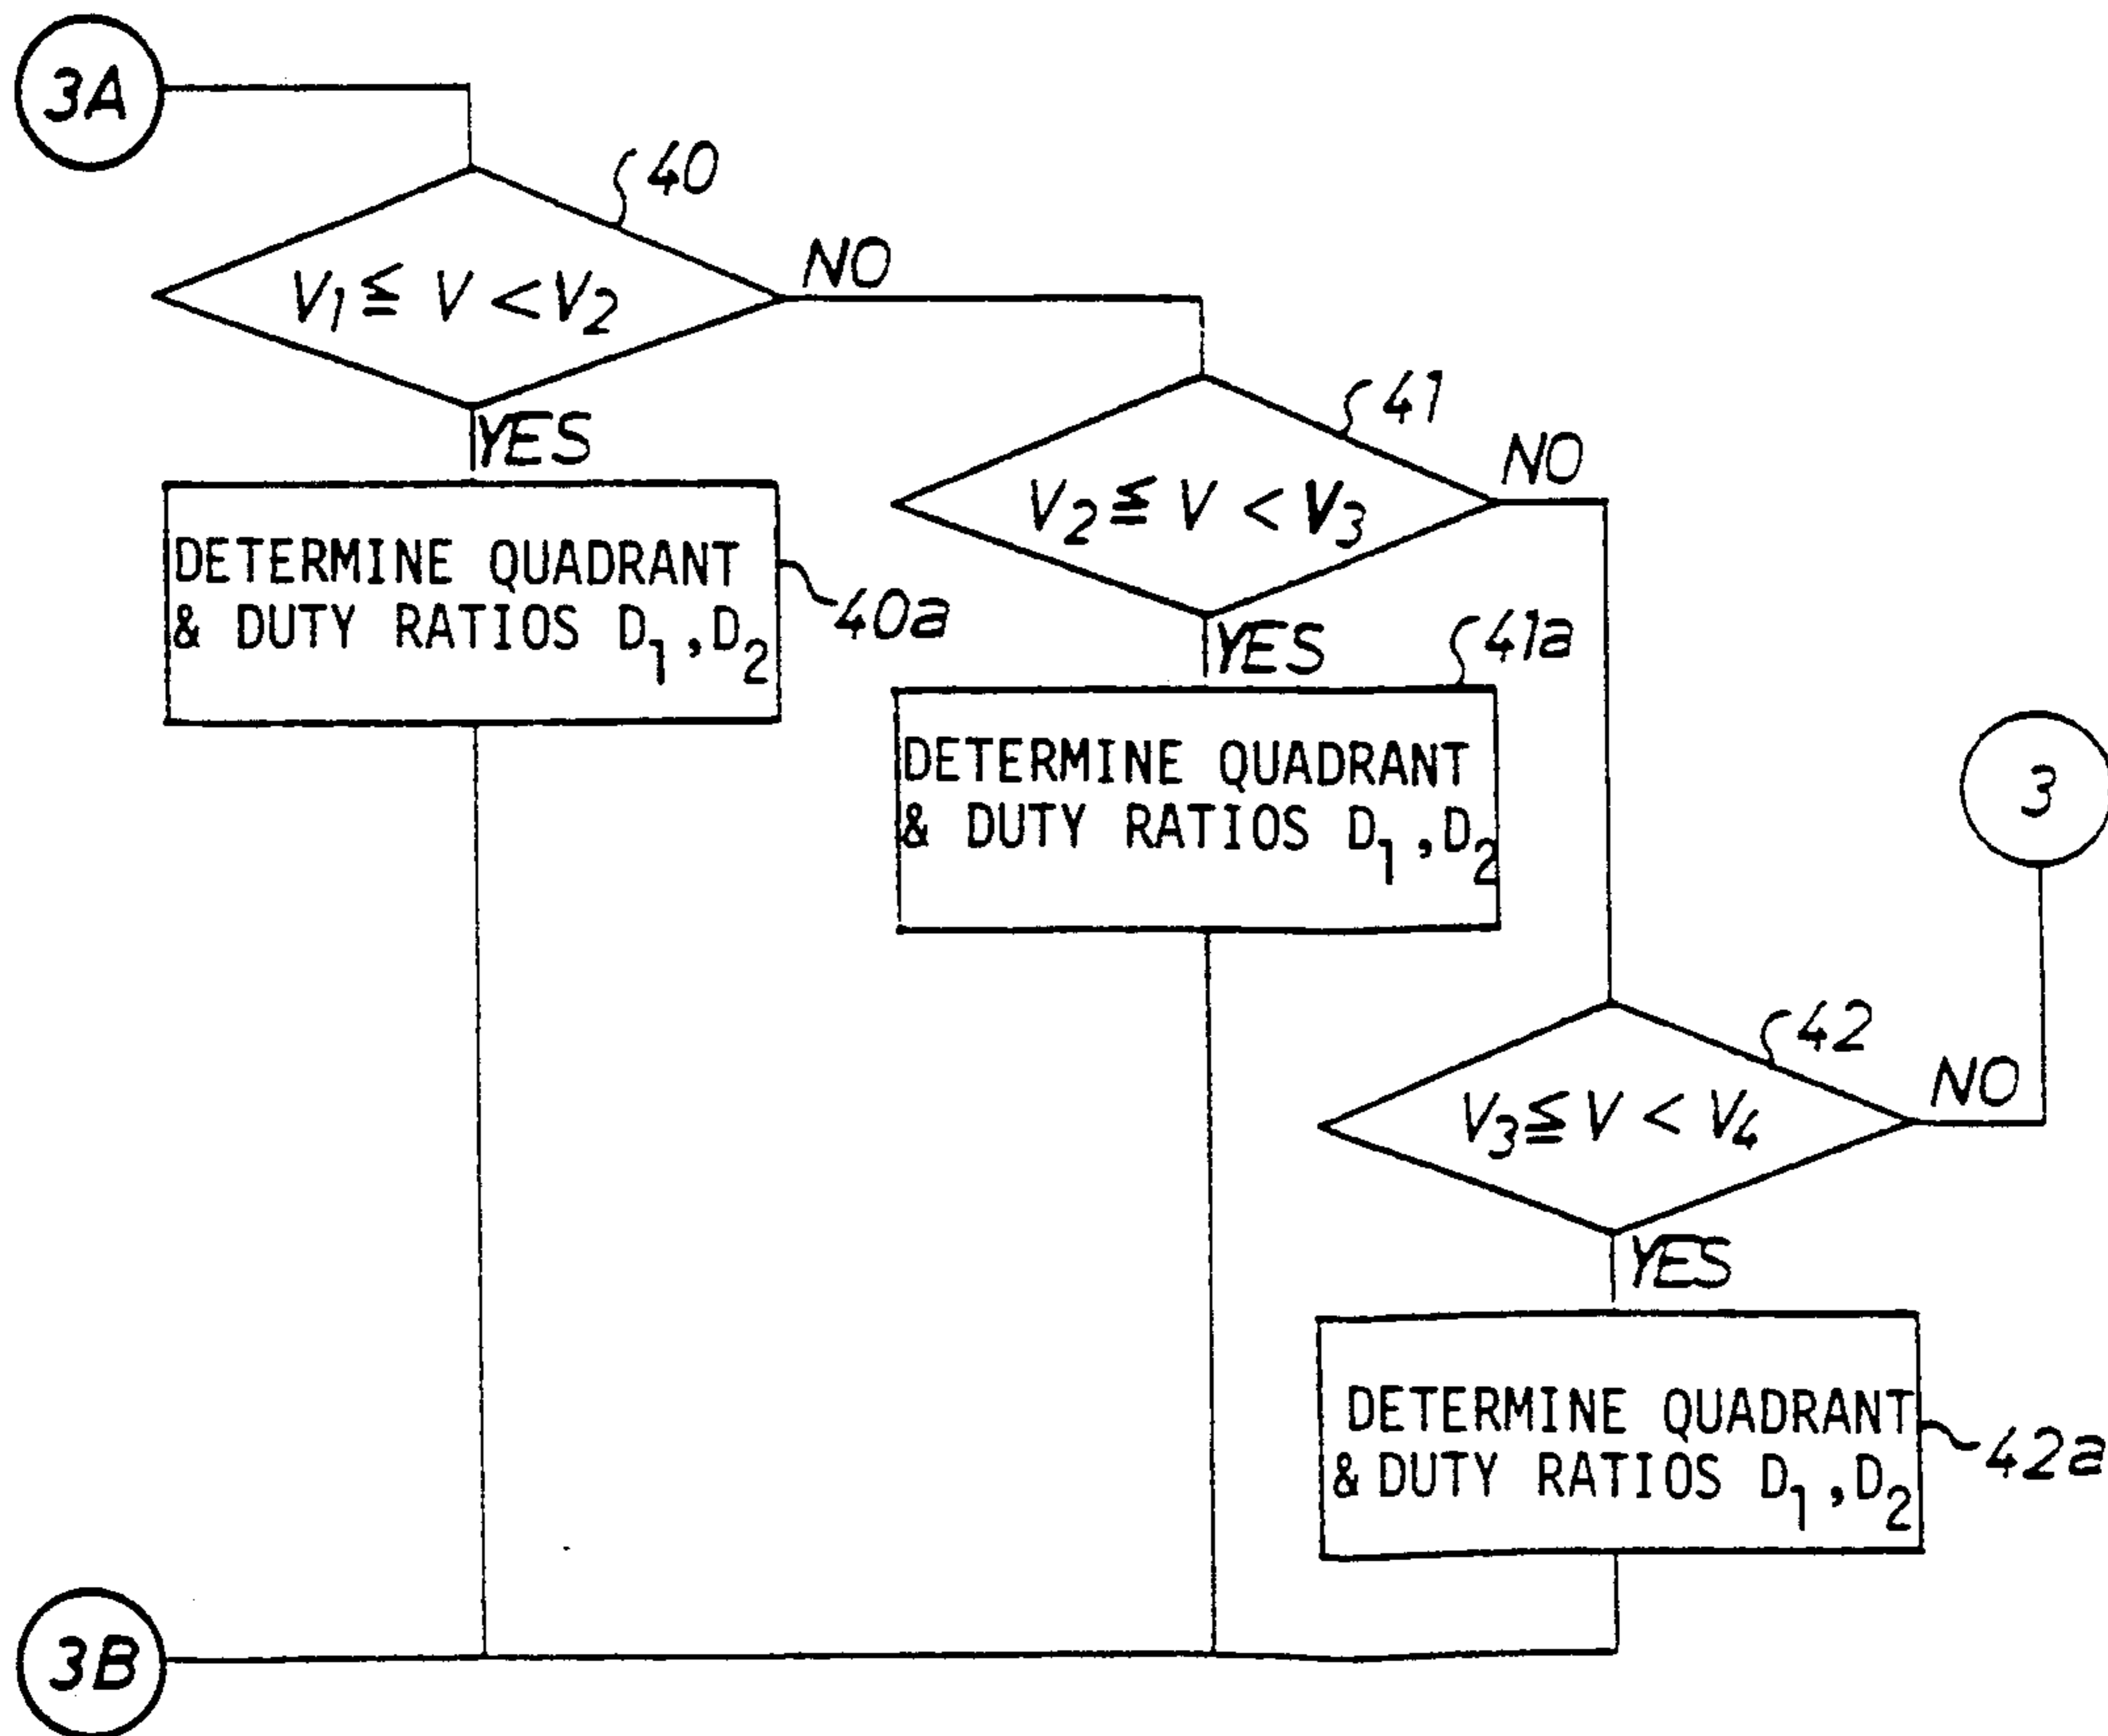 3A
40
V1 ≦ V < V2
NO
YES
41
V2 ≦ V < V3
NO
DETERMINE QUADRANT
& DUTY RATIOS D1, D2
40a
YES
41a
DETERMINE QUADRANT
& DUTY RATIOS D1, D2
3
42
V3 ≦ V < V4
NO
YES
DETERMINE QUADRANT
& DUTY RATIOS D1, D2
42a
3B